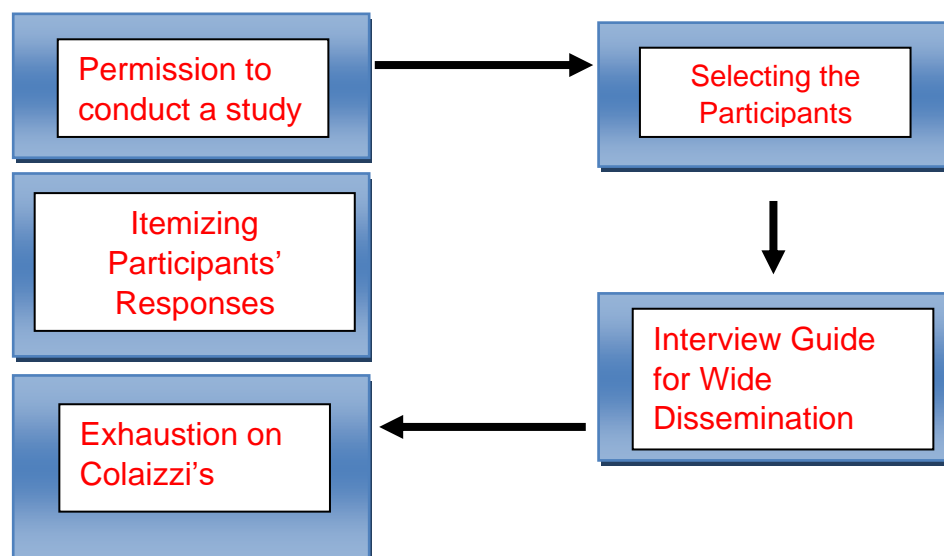 Permission to
conduct a study
Selecting the
Participants
Itemizing
Participants’
Responses
Interview Guide
for Wide
Dissemination
Exhaustion on
Colaizzi’s